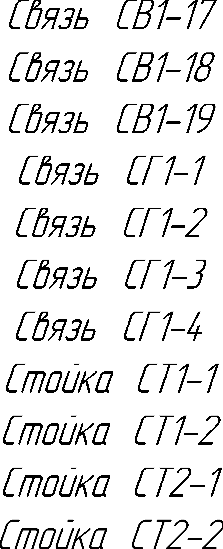 Связь СВ1-17
Связь СВ1-18
Связь СВ1-19
Связь СГ1-1
Связь СГ1-2
Связь СГ1-3
Связь СГ1-4
Стойка СТ1-1
Стойка СТ1-2
Стойка СТ2-1
Стойка СТ2-2